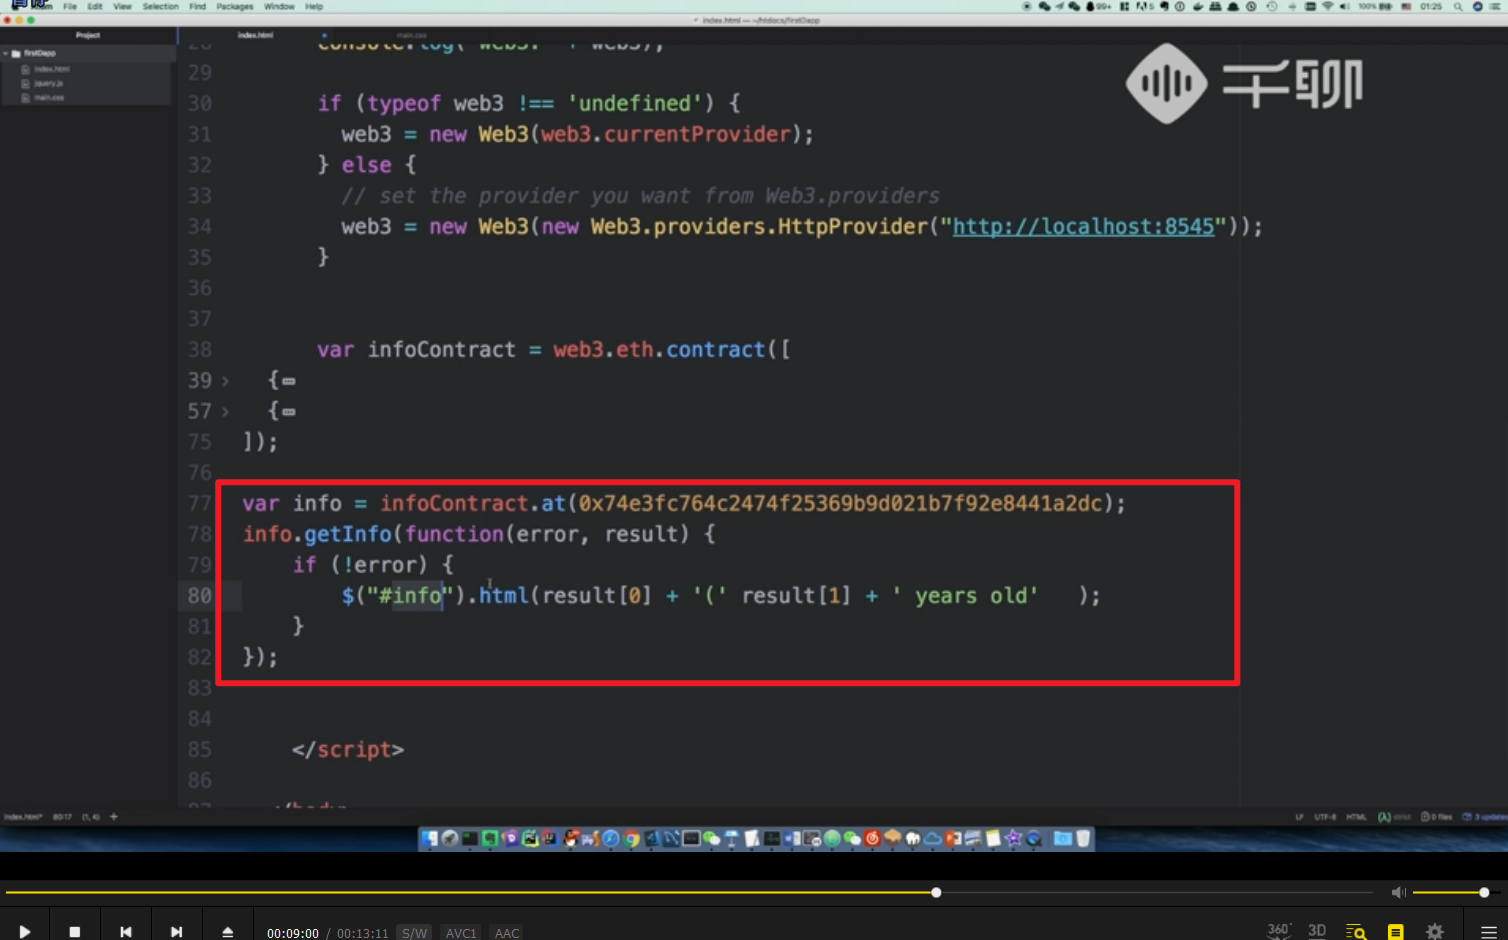 File Edit View Selection Find Packages Window Help
99+ 5 100% 01:25
index.html — ~/htdocs/firstDapp
Project
index.html
main.css
firstDapp
index.html
jquery.js
main.css
千聊
28 console.log("web3: " + web3);
29
30 if (typeof web3 !== 'undefined') {
31 web3 = new Web3(web3.currentProvider);
32 } else {
33 // set the provider you want from Web3.providers
34 web3 = new Web3(new Web3.providers.HttpProvider("http://localhost:8545"));
35 }
36
37
38 var infoContract = web3.eth.contract([
39 {
57 {
75 ]);
76
77 var info = infoContract.at(0x74e3fc764c2474f25369b9d021b7f92e8441a2dc);
78 info.getInfo(function(error, result) {
79 if (!error) {
80 $("#info").html(result[0] + '(' result[1] + ' years old' );
81 }
82 });
83
84
85 </script>
86
87 </body>
index.html* 80:17 (1, 4) +
LF UTF-8 HTML 0 files 3 updates
00:09:00 / 00:13:11 S/W AVC1 AAC
360° 3D